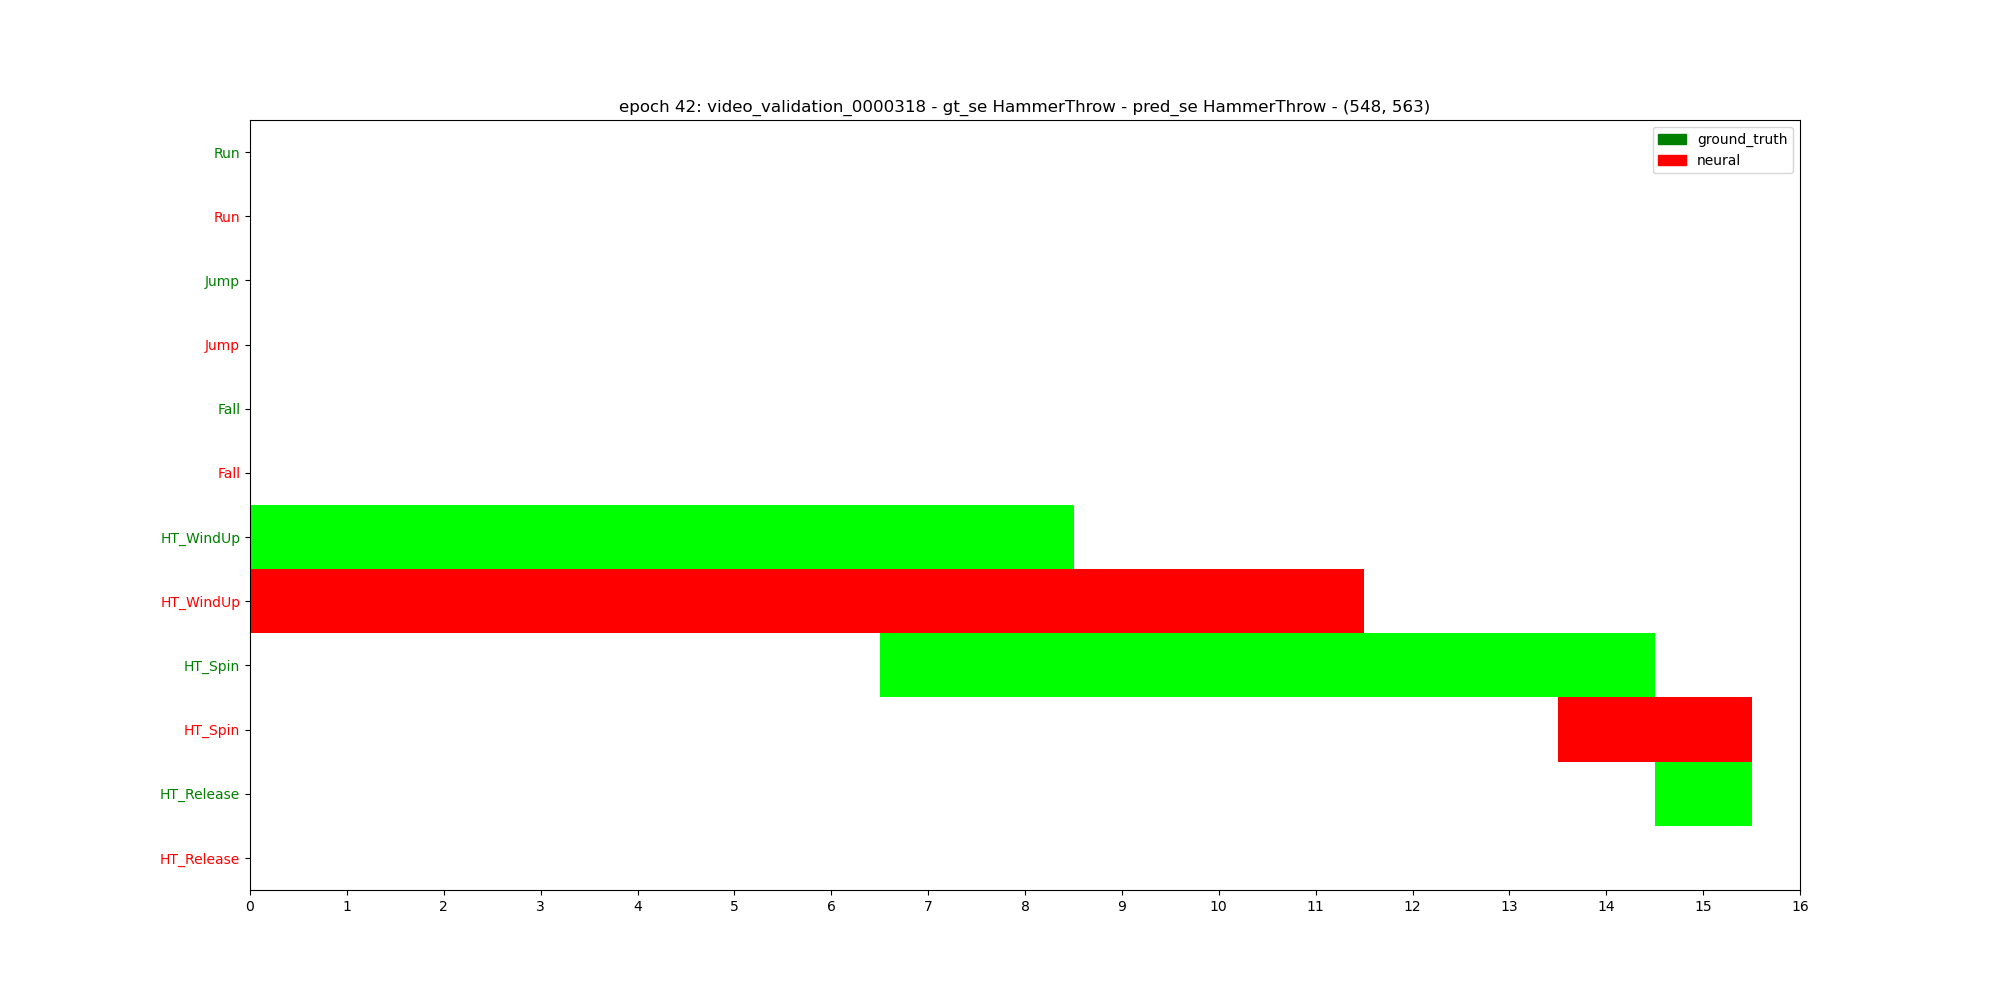 epoch 42: video_validation_0000318 - gt_se HammerThrow - pred_se HammerThrow - (548, 563)
ground_truth
neural
Run
Run
Jump
Jump
Fall
Fall
HT_WindUp
HT_WindUp
HT_Spin
HT_Spin
HT_Release
HT_Release
0 1 2 3 4 5 6 7 8 9 10 11 12 13 14 15 16